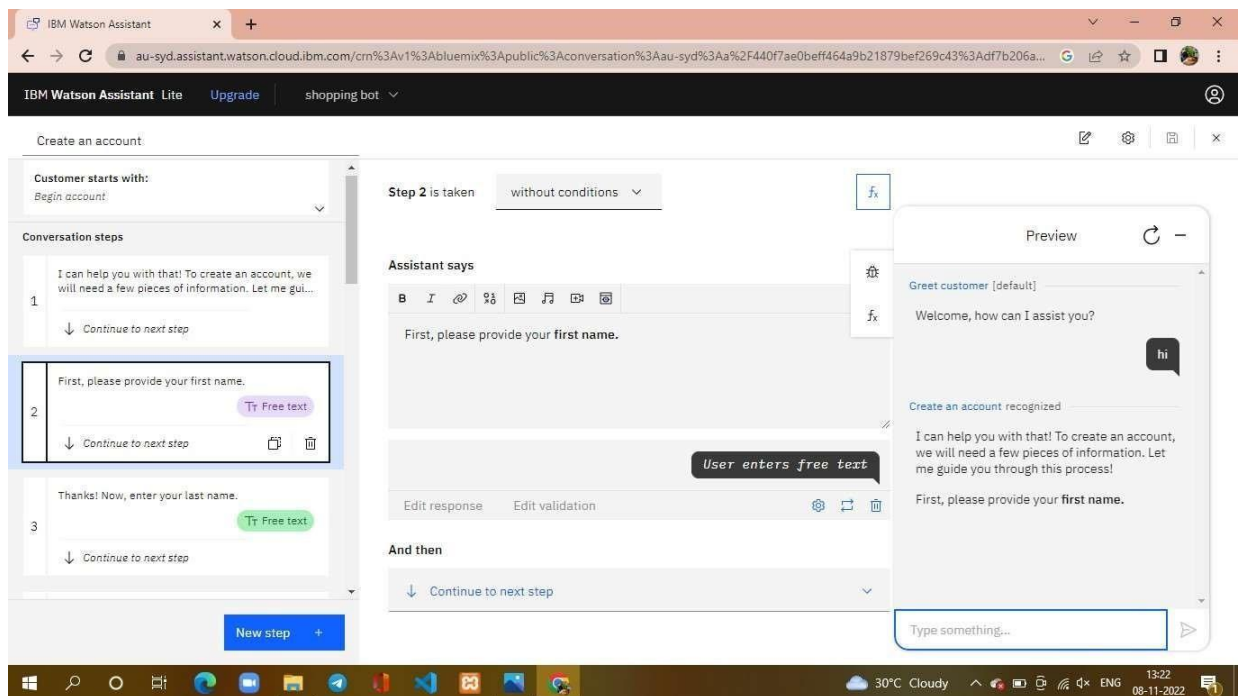 IBM Watson Assistant
au-syd.assistant.watson.cloud.ibm.com/crn%3Av1%3Abluemix%3Apublic%3Aconversation%3Aau-syd%3Aa%2F440f7ae0beff464a9b21879bef269c43%3Adf7b206a...
IBM Watson Assistant Lite Upgrade shopping bot
Create an account
Customer starts with:
Begin account
Conversation steps
1
I can help you with that! To create an account, we
will need a few pieces of information. Let me gui...
Continue to next step
2
First, please provide your first name.
Free text
Continue to next step
3
Thanks! Now, enter your last name.
Free text
Continue to next step
New step +
Step 2 is taken without conditions
fx
Assistant says
B I
First, please provide your first name.
fx
User enters free text
Edit response Edit validation
And then
Continue to next step
Preview
Greet customer [default]
Welcome, how can I assist you?
hi
Create an account recognized
I can help you with that! To create an account,
we will need a few pieces of information. Let
me guide you through this process!
First, please provide your first name.
Type something...
30°C Cloudy ENG 13:22
08-11-2022